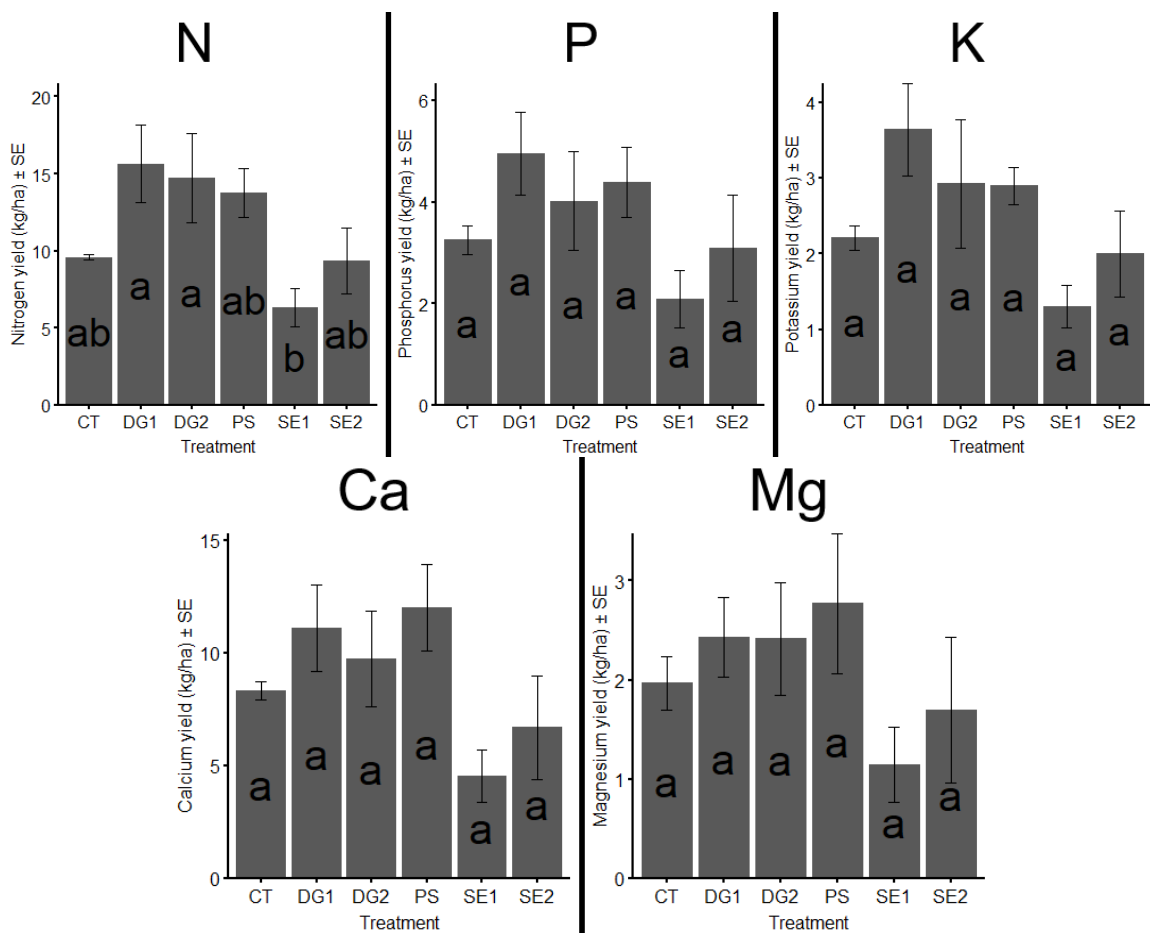 N
Nitrogen yield (kg/ha) ± SE
20
15
10
5
0
ab
a
a
ab
b
ab
CT DG1 DG2 PS SE1 SE2
Treatment
P
Phosphorus yield (kg/ha) ± SE
6
4
2
0
a
a
a
a
a
a
CT DG1 DG2 PS SE1 SE2
Treatment
K
Potassium yield (kg/ha) ± SE
4
3
2
1
0
a
a
a
a
a
a
CT DG1 DG2 PS SE1 SE2
Treatment
Ca
Calcium yield (kg/ha) ± SE
15
10
5
0
a
a
a
a
a
a
CT DG1 DG2 PS SE1 SE2
Treatment
Mg
Magnesium yield (kg/ha) ± SE
3
2
1
0
a
a
a
a
a
a
CT DG1 DG2 PS SE1 SE2
Treatment